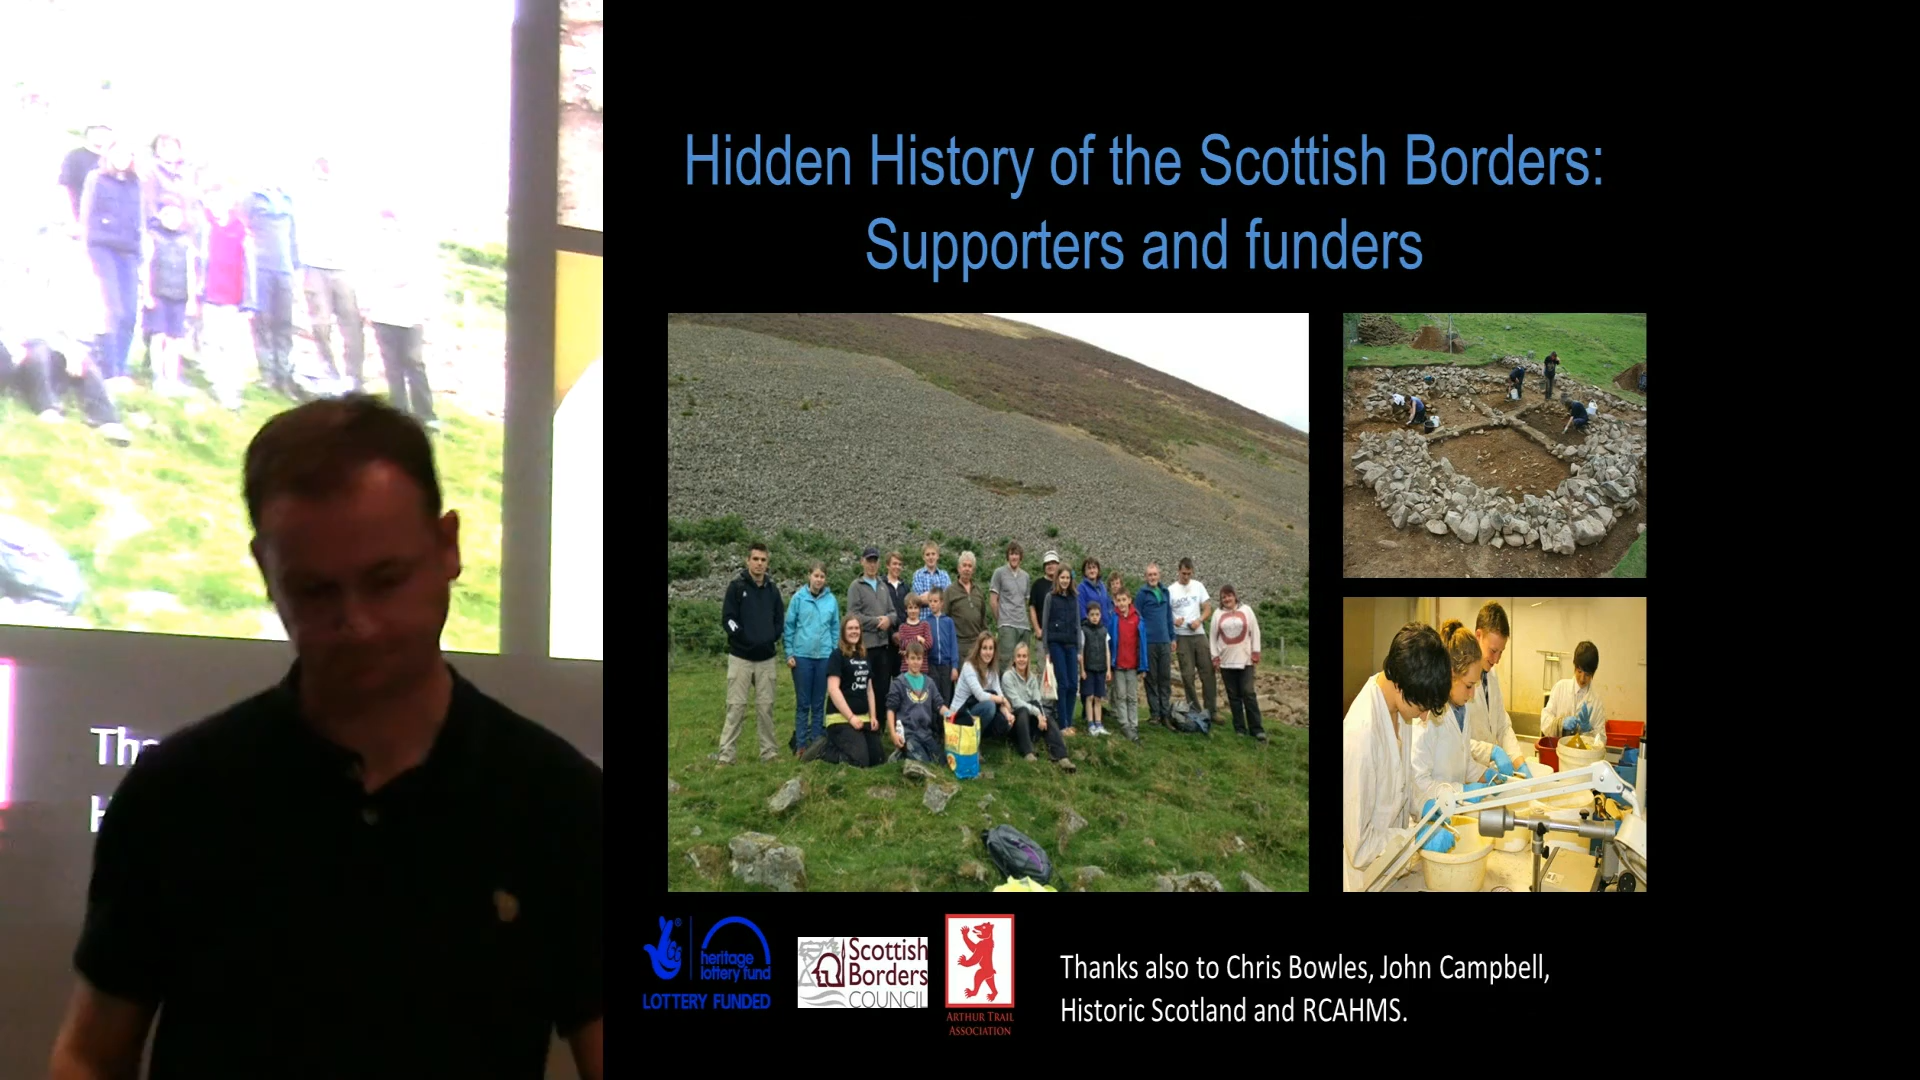 Hidden History of the Scottish Borders:
Supporters and funders
heritage
lottery fund
LOTTERY FUNDED
Scottish
Borders
COUNCIL
ARTHUR TRAIL
ASSOCIATION
Thanks also to Chris Bowles, John Campbell,
Historic Scotland and RCAHMS.
Tha
H